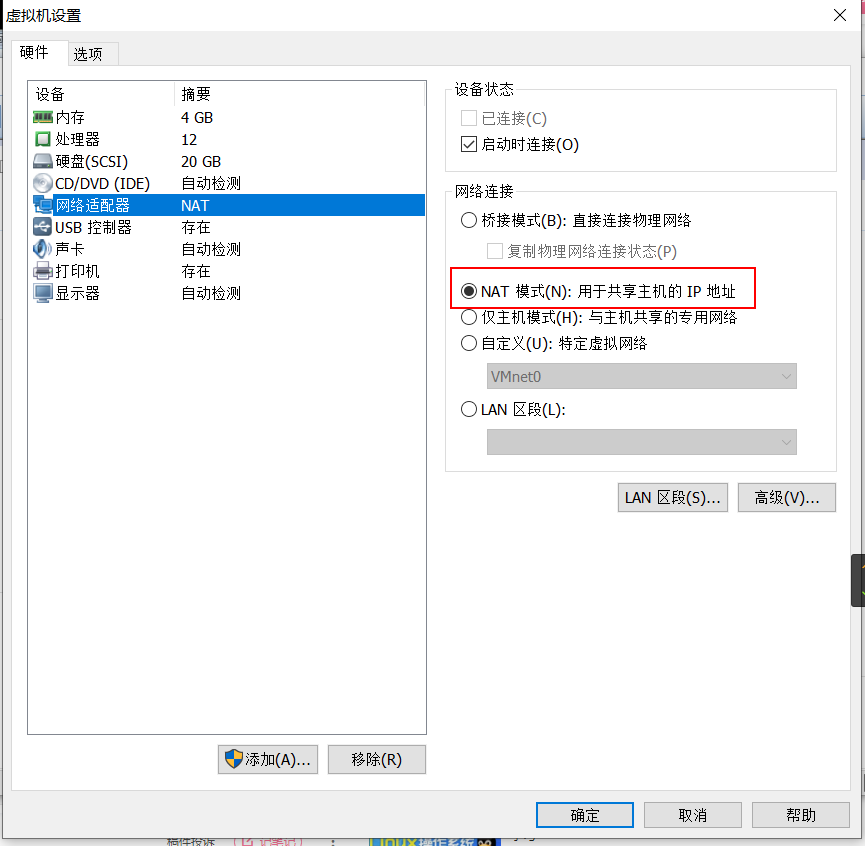 虚拟机设置
硬件 选项
设备 摘要
内存 4 GB
处理器 12
硬盘(SCSI) 20 GB
CD/DVD (IDE) 自动检测
网络适配器 NAT
USB 控制器 存在
声卡 自动检测
打印机 存在
显示器 自动检测
添加(A)... 移除(R)
设备状态
已连接(C)
启动时连接(O)
网络连接
桥接模式(B): 直接连接物理网络
复制物理网络连接状态(P)
NAT 模式(N): 用于共享主机的 IP 地址
仅主机模式(H): 与主机共享的专用网络
自定义(U): 特定虚拟网络
VMnet0
LAN 区段(L):
LAN 区段(S)... 高级(V)...
确定 取消 帮助